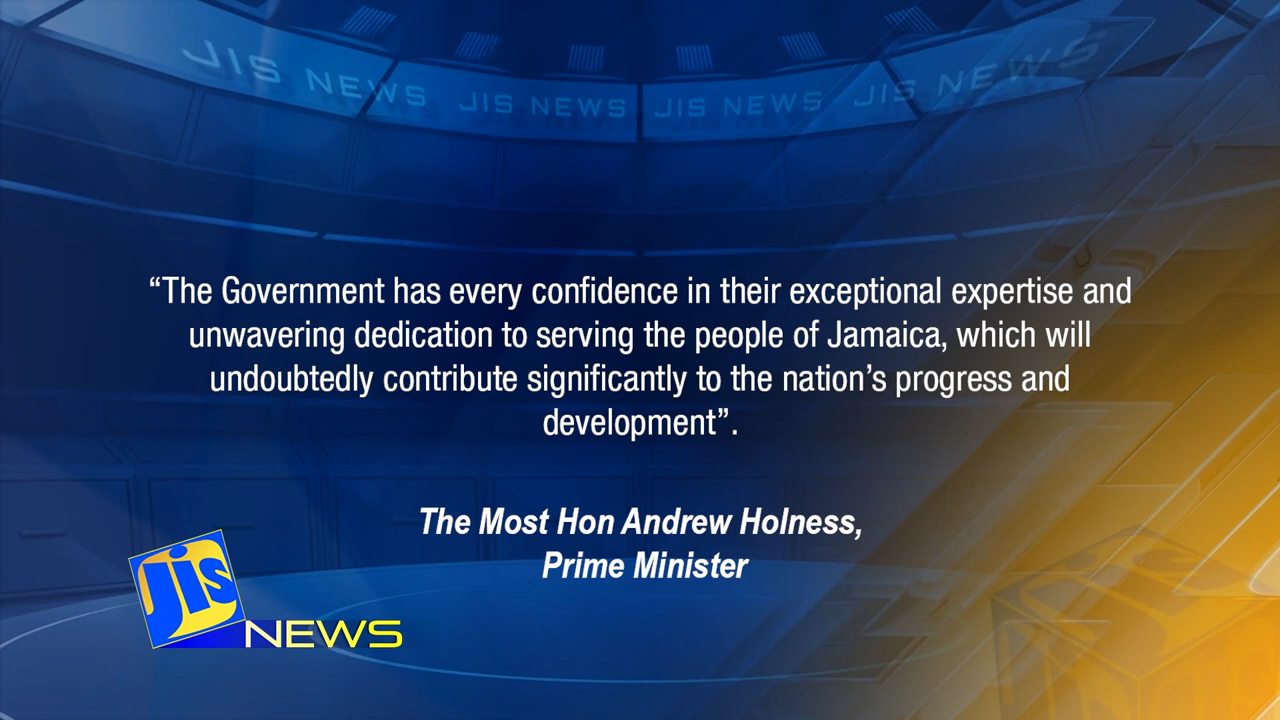 JIS NEWS JIS NEWS JIS NEWS JIS NEWS
“The Government has every confidence in their exceptional expertise and
unwavering dedication to serving the people of Jamaica, which will
undoubtedly contribute significantly to the nation’s progress and
development”.
The Most Hon Andrew Holness,
Prime Minister
jis
NEWS